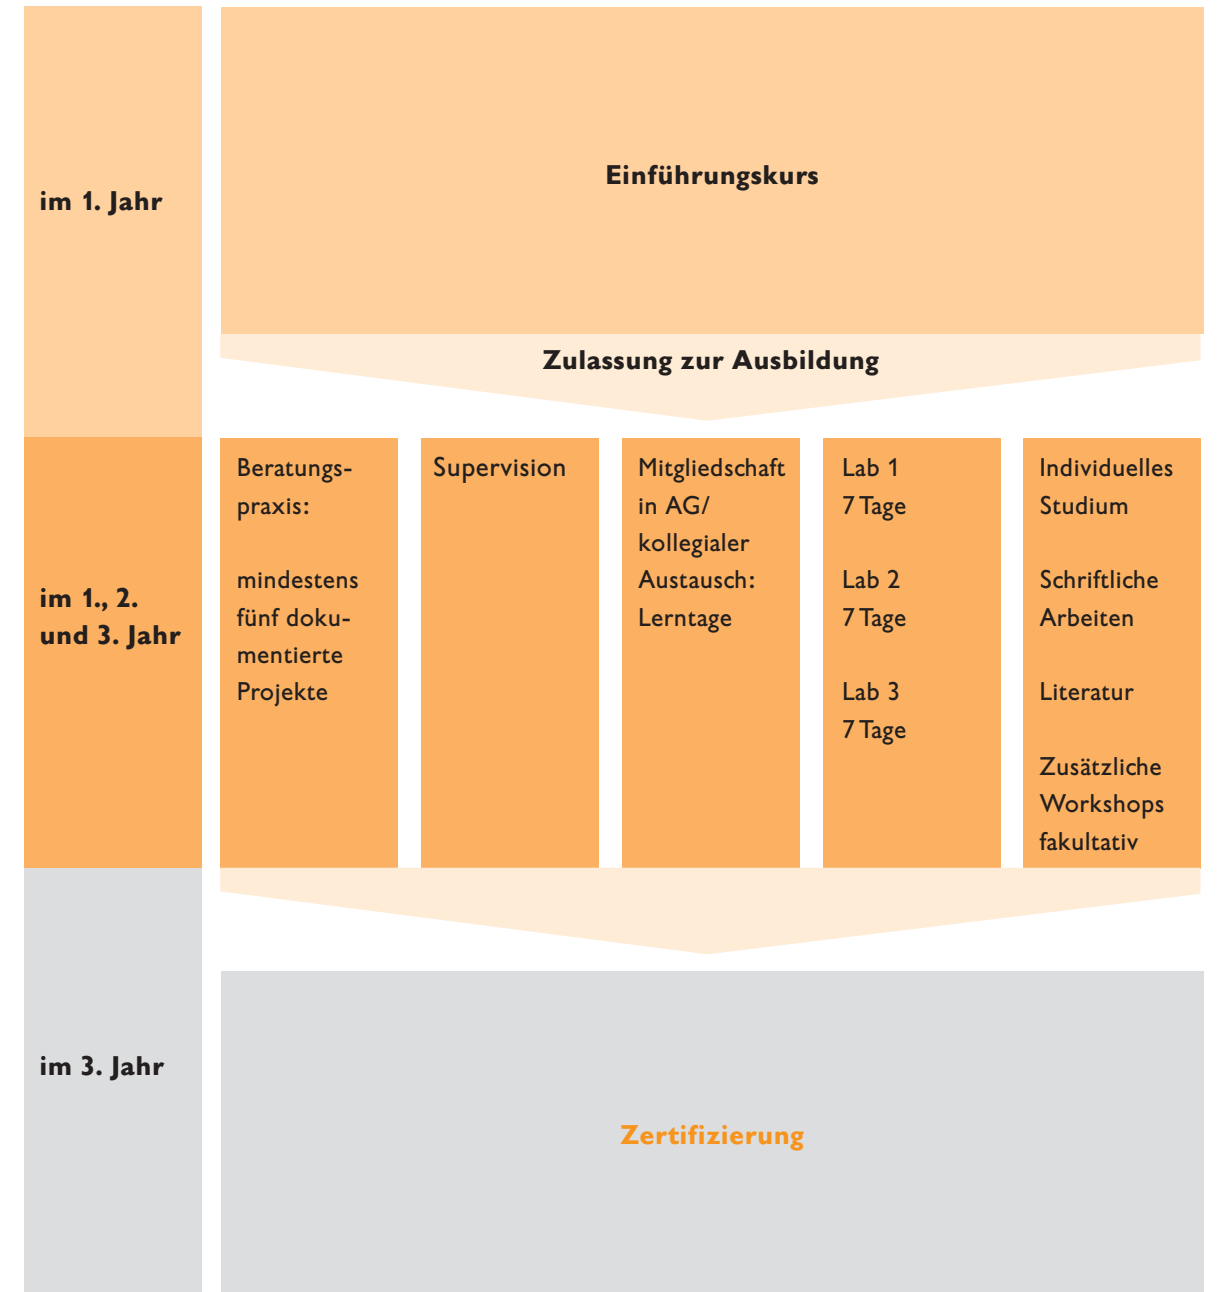 im 1. Jahr
Einführungskurs
Zulassung zur Ausbildung
im 1., 2.
und 3. Jahr
Beratungs-
praxis:
mindestens
fünf doku-
mentierte
Projekte
Supervision
Mitgliedschaft
in AG/
kollegialer
Austausch:
Lerntage
Lab 1
7 Tage
Lab 2
7 Tage
Lab 3
7 Tage
Individuelles
Studium
Schriftliche
Arbeiten
Literatur
Zusätzliche
Workshops
fakultativ
im 3. Jahr
Zertifizierung